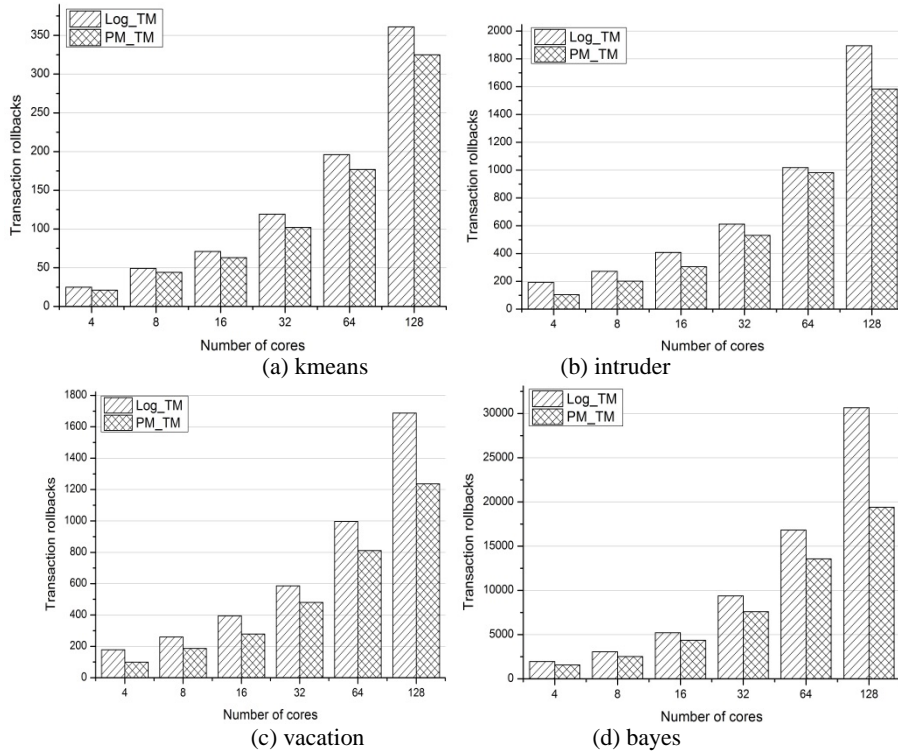 Log_TM
PM_TM
350
300
250
200
150
100
50
0
Transaction rollbacks
4 8 16 32 64 128
Number of cores
(a) kmeans
Log_TM
PM_TM
2000
1800
1600
1400
1200
1000
800
600
400
200
0
Transaction rollbacks
4 8 16 32 64 128
Number of cores
(b) intruder
Log_TM
PM_TM
1800
1600
1400
1200
1000
800
600
400
200
0
Transaction rollbacks
4 8 16 32 64 128
Number of cores
(c) vacation
Log_TM
PM_TM
30000
25000
20000
15000
10000
5000
0
Transaction rollbacks
4 8 16 32 64 128
Number of cores
(d) bayes